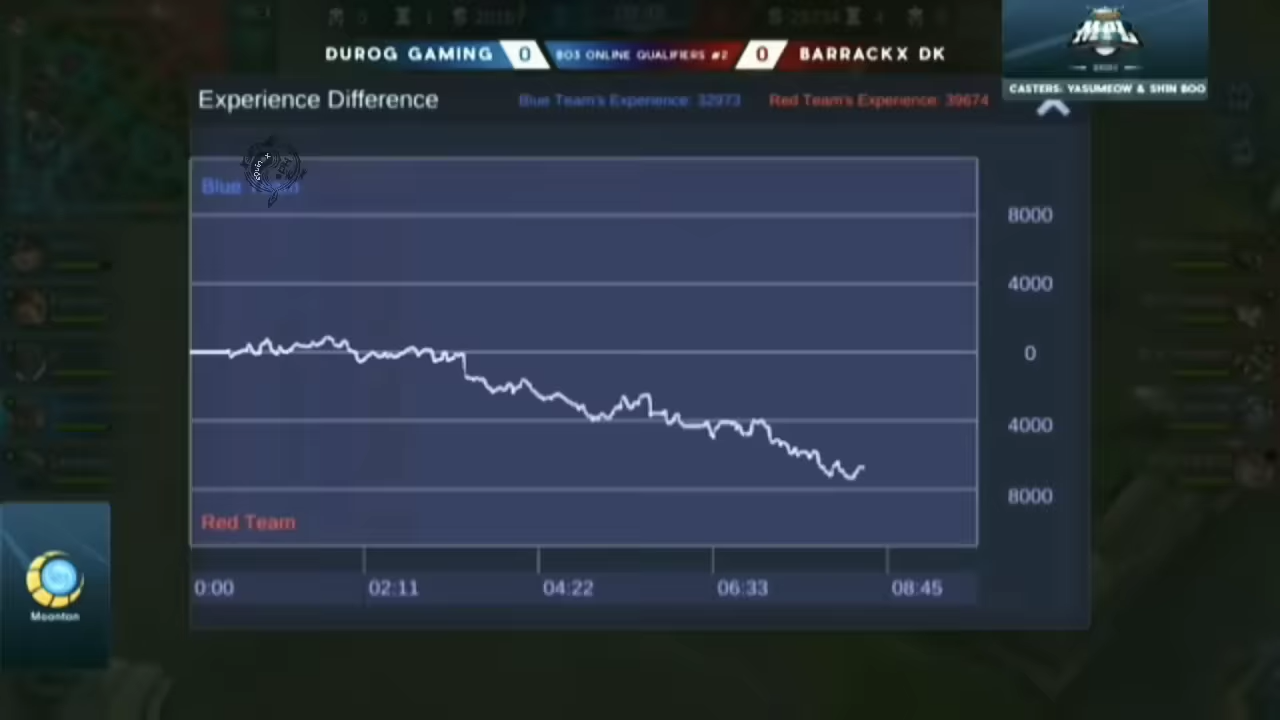 DUROG GAMING 0 BO3 ONLINE QUALIFIERS #2 0 BARRACKX DK
MPL
CASTERS: YASUMEOW & SHIN BOO
Experience Difference Blue Team's Experience: 32973 Red Team's Experience: 39674
Blue
8000
4000
0
4000
8000
Red Team
0:00 02:11 04:22 06:33 08:45
Moonton